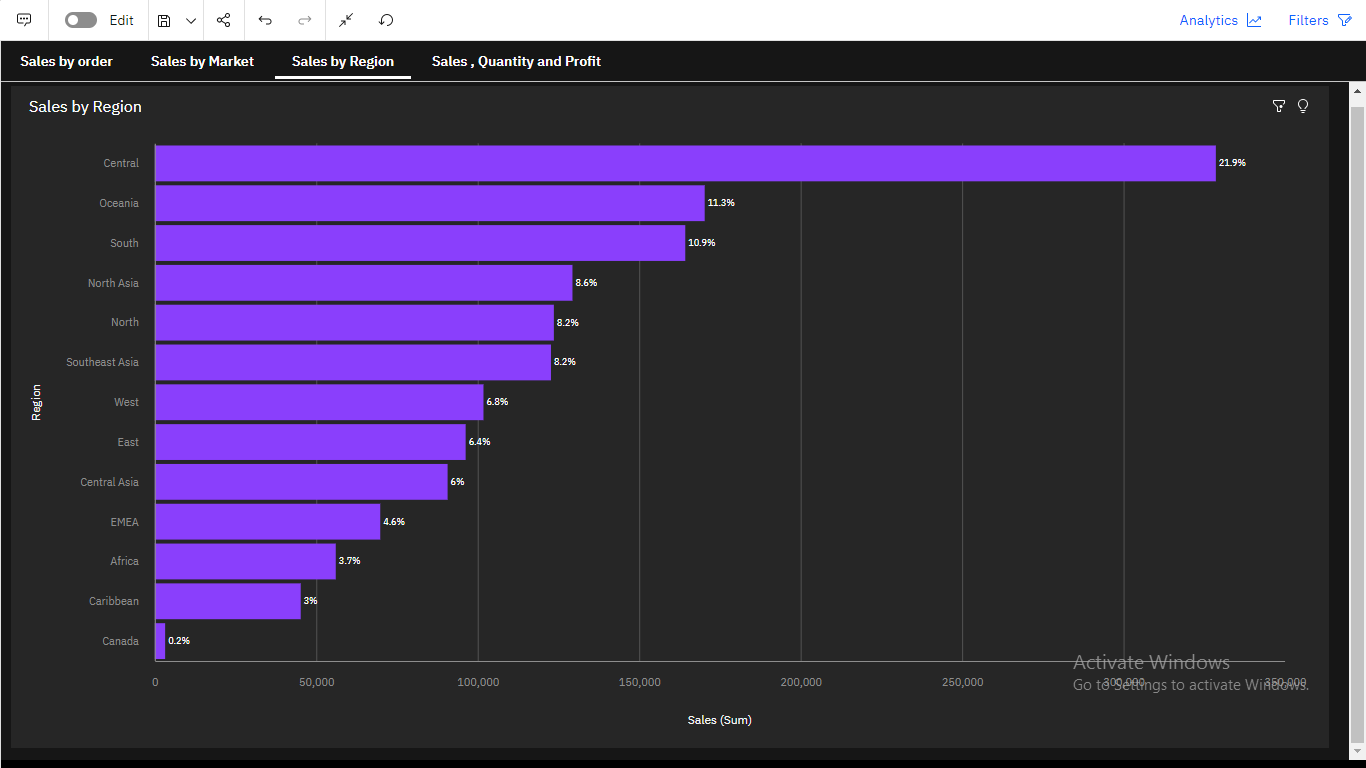 Edit
Analytics
Filters
Sales by order
Sales by Market
Sales by Region
Sales , Quantity and Profit
Sales by Region
Region
Central 21.9%
Oceania 11.3%
South 10.9%
North Asia 8.6%
North 8.2%
Southeast Asia 8.2%
West 6.8%
East 6.4%
Central Asia 6%
EMEA 4.6%
Africa 3.7%
Caribbean 3%
Canada 0.2%
Activate Windows
Go to Settings to activate Windows.
0 50,000 100,000 150,000 200,000 250,000 300,000 350,000
Sales (Sum)